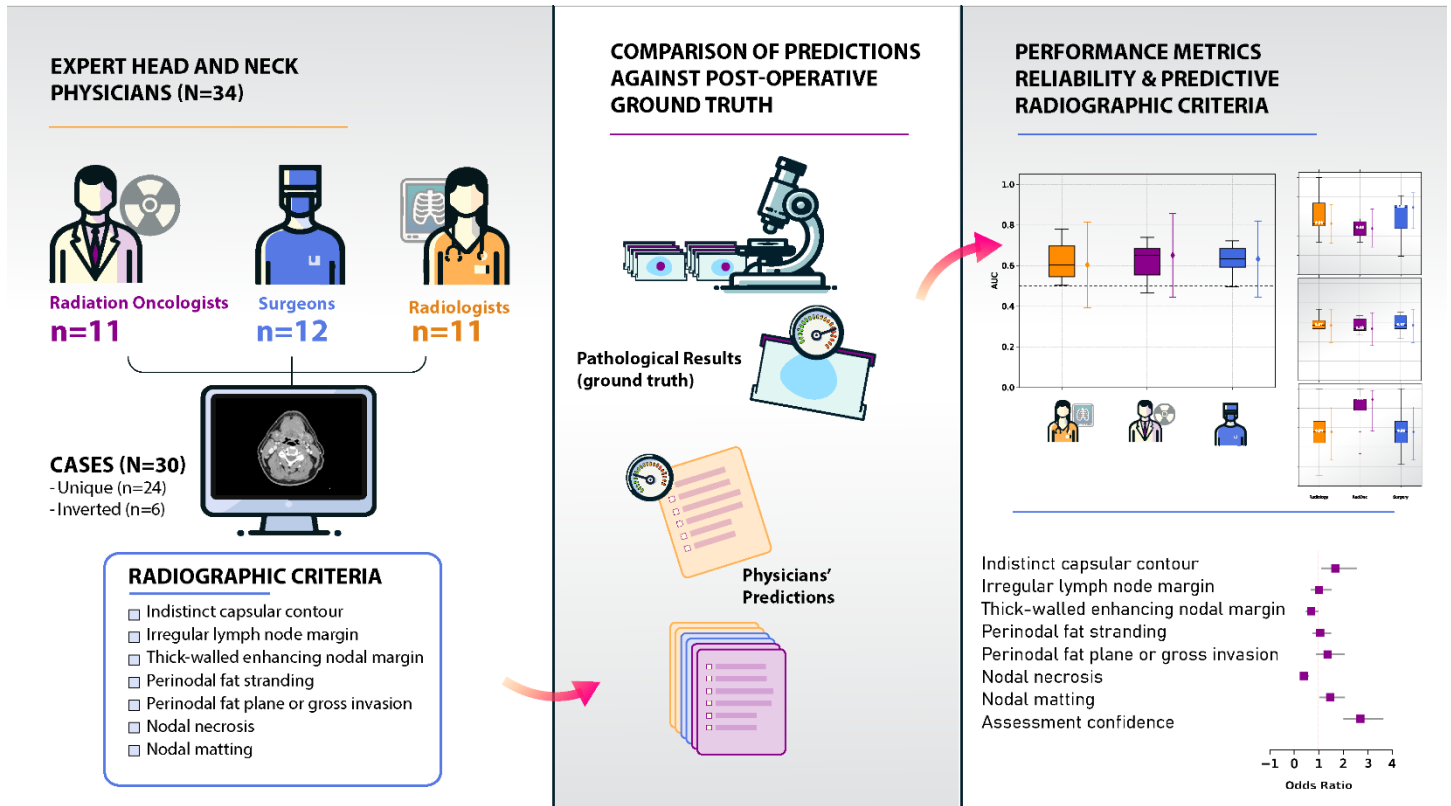 EXPERT HEAD AND NECK
PHYSICIANS (N=34)
Radiation Oncologists
n=11
Surgeons
n=12
Radiologists
n=11
CASES (N=30)
- Unique (n=24)
- Inverted (n=6)
RADIOGRAPHIC CRITERIA
Indistinct capsular contour
Irregular lymph node margin
Thick-walled enhancing nodal margin
Perinodal fat stranding
Perinodal fat plane or gross invasion
Nodal necrosis
Nodal matting
COMPARISON OF PREDICTIONS
AGAINST POST-OPERATIVE
GROUND TRUTH
Pathological Results
(ground truth)
Physicians'
Predictions
PERFORMANCE METRICS
RELIABILITY & PREDICTIVE
RADIOGRAPHIC CRITERIA
1.0
0.8
0.6
0.4
0.2
0.0
AUC
Radiology RadOnc Surgery
Indistinct capsular contour
Irregular lymph node margin
Thick-walled enhancing nodal margin
Perinodal fat stranding
Perinodal fat plane or gross invasion
Nodal necrosis
Nodal matting
Assessment confidence
−1 0 1 2 3 4
Odds Ratio